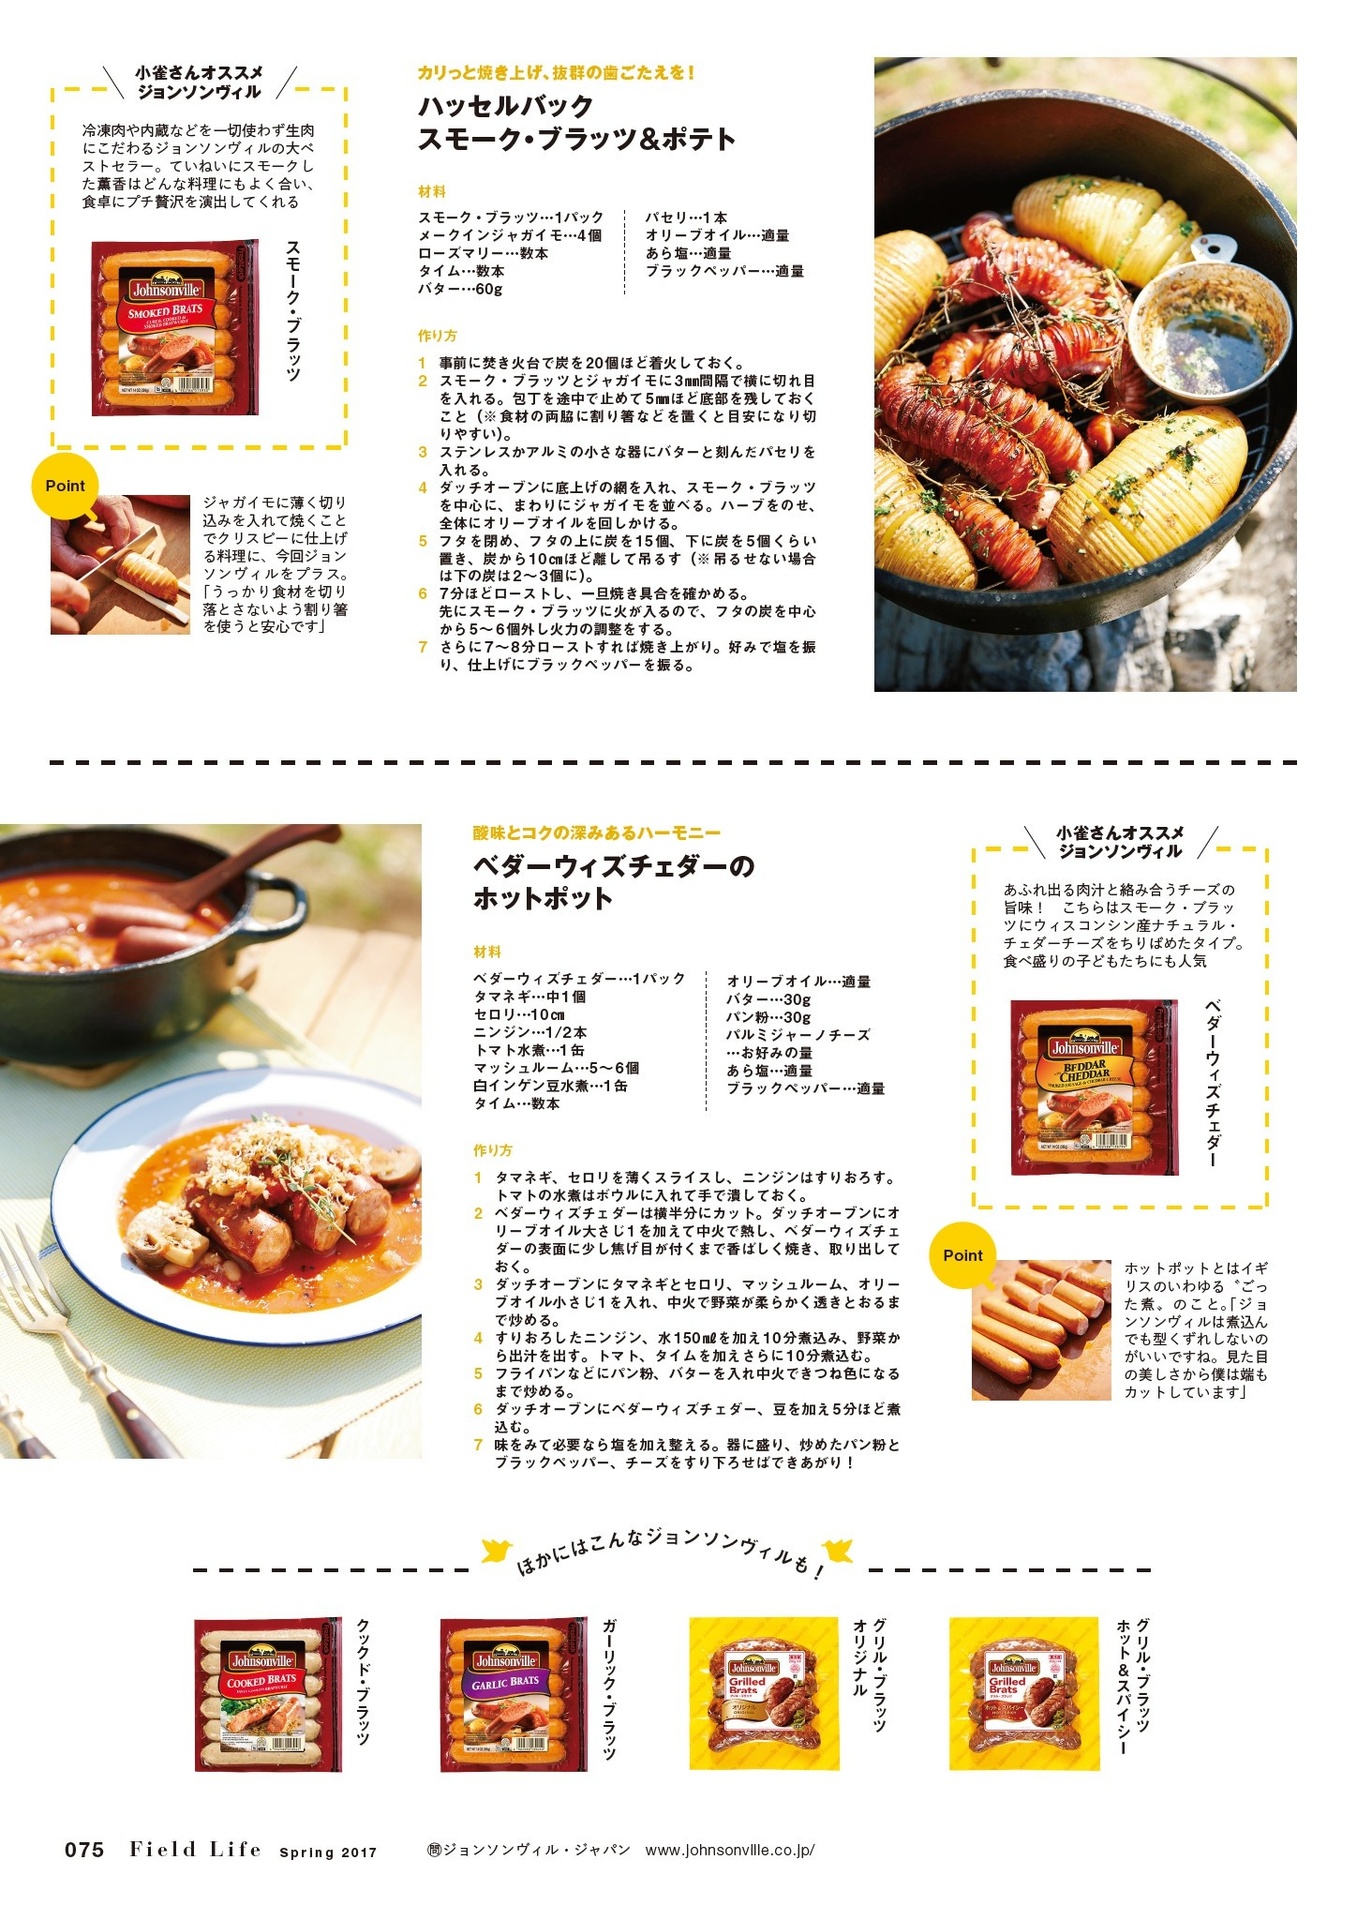 小雀さんオススメ
ジョンソンヴィル
冷凍肉や内蔵などを一切使わず生肉
にこだわるジョンソンヴィルの大ベ
ストセラー。ていねいにスモークし
た薫香はどんな料理にもよく合い、
食卓にプチ贅沢を演出してくれる
Johnsonville
SMOKED BRATS
スモーク・ブラッツ
Point
ジャガイモに薄く切り
込みを入れて焼くこと
でクリスピーに仕上げ
る料理に、今回ジョン
ソンヴィルをプラス。
「うっかり食材を切り
落とさないよう割り箸
を使うと安心です」
カリっと焼き上げ、抜群の歯ごたえを！
ハッセルバック
スモーク・ブラッツ＆ポテト
材料
スモーク・ブラッツ…1パック
メークインジャガイモ…4個
ローズマリー…数本
タイム…数本
バター…60g
パセリ…1本
オリーブオイル…適量
あら塩…適量
ブラックペッパー…適量
作り方
1 事前に焚き火台で炭を20個ほど着火しておく。
2 スモーク・ブラッツとジャガイモに3㎜間隔で横に切れ目
を入れる。包丁を途中で止めて5㎜ほど底部を残しておく
こと（※食材の両脇に割り箸などを置くと目安になり切
りやすい）。
3 ステンレスかアルミの小さな器にバターと刻んだパセリを
入れる。
4 ダッチオーブンに底上げの網を入れ、スモーク・ブラッツ
を中心に、まわりにジャガイモを並べる。ハーブをのせ、
全体にオリーブオイルを回しかける。
5 フタを閉め、フタの上に炭を15個、下に炭を5個くらい
置き、炭から10㎝ほど離して吊るす（※吊るせない場合
は下の炭は2〜3個に）。
6 7分ほどローストし、一旦焼き具合を確かめる。
先にスモーク・ブラッツに火が入るので、フタの炭を中心
から5〜6個外し火力の調整をする。
7 さらに7〜8分ローストすれば焼き上がり。好みで塩を振
り、仕上げにブラックペッパーを振る。
酸味とコクの深みあるハーモニー
ベダーウィズチェダーの
ホットポット
材料
ベダーウィズチェダー…1パック
タマネギ…中1個
セロリ…10㎝
ニンジン…1/2本
トマト水煮…1缶
マッシュルーム…5〜6個
白インゲン豆水煮…1缶
タイム…数本
オリーブオイル…適量
バター…30g
パン粉…30g
パルミジャーノチーズ
…お好みの量
あら塩…適量
ブラックペッパー…適量
作り方
1 タマネギ、セロリを薄くスライスし、ニンジンはすりおろす。
トマトの水煮はボウルに入れて手で潰しておく。
2 ベダーウィズチェダーは横半分にカット。ダッチオーブンにオ
リーブオイル大さじ1を加えて中火で熱し、ベダーウィズチェ
ダーの表面に少し焦げ目が付くまで香ばしく焼き、取り出して
おく。
3 ダッチオーブンにタマネギとセロリ、マッシュルーム、オリー
ブオイル小さじ1を入れ、中火で野菜が柔らかく透きとおるま
で炒める。
4 すりおろしたニンジン、水150㎖を加え10分煮込み、野菜か
ら出汁を出す。トマト、タイムを加えさらに10分煮込む。
5 フライパンなどにパン粉、バターを入れ中火できつね色になる
まで炒める。
6 ダッチオーブンにベダーウィズチェダー、豆を加え5分ほど煮
込む。
7 味をみて必要なら塩を加え整える。器に盛り、炒めたパン粉と
ブラックペッパー、チーズをすり下ろせばできあがり！
小雀さんオススメ
ジョンソンヴィル
あふれ出る肉汁と絡み合うチーズの
旨味！　こちらはスモーク・ブラッ
ツにウィスコンシン産ナチュラル・
チェダーチーズをちりばめたタイプ。
食べ盛りの子どもたちにも人気
Johnsonville
BEDDAR
with
CHEDDAR
ベダーウィズチェダー
Point
ホットポットとはイギ
リスのいわゆる〝ごっ
た煮〟のこと。「ジョ
ンソンヴィルは煮込ん
でも型くずれしないの
がいいですね。見た目
の美しさから僕は端も
カットしています」
ほかにはこんなジョンソンヴィルも！
Johnsonville
COOKED BRATS
クックド・ブラッツ
Johnsonville
GARLIC BRATS
ガーリック・ブラッツ
Johnsonville
Grilled
Brats
オリジナル
グリル・ブラッツ
オリジナル
Johnsonville
Grilled
Brats
ホット&スパイシー
グリル・ブラッツ
ホット＆スパイシー
075 Field Life Spring 2017
㉄ジョンソンヴィル・ジャパン www.johnsonville.co.jp/